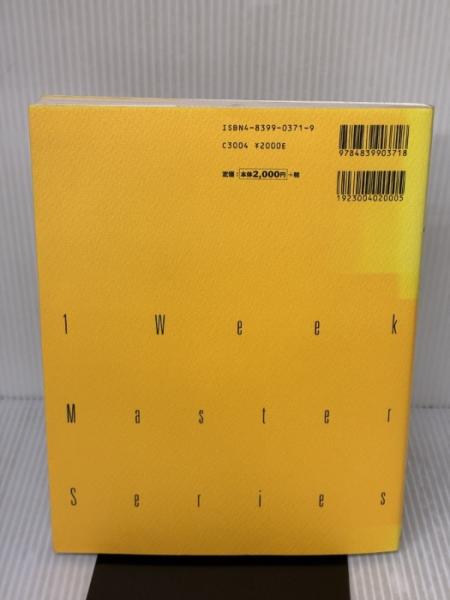 ISBN4-8399-0371-9
C3004 ¥2000E
定価:本体2,000円+税
9784839903718
1923004020005
1 Week
Master
Series